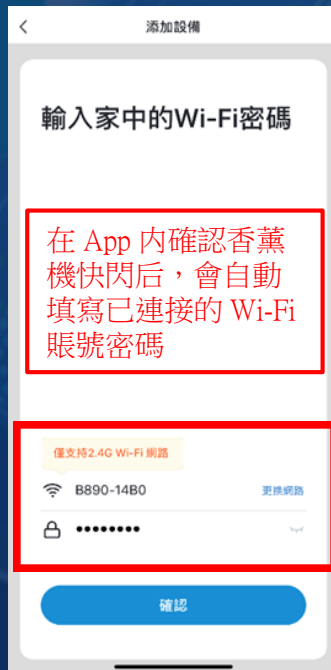 添加設備
輸入家中的Wi-Fi密碼
在 App 内確認香薰
機快閃后，會自動
填寫已連接的 Wi-Fi
賬號密碼
僅支持2.4G Wi-Fi 網路
B890-14B0
更換網路
••••••••
確認